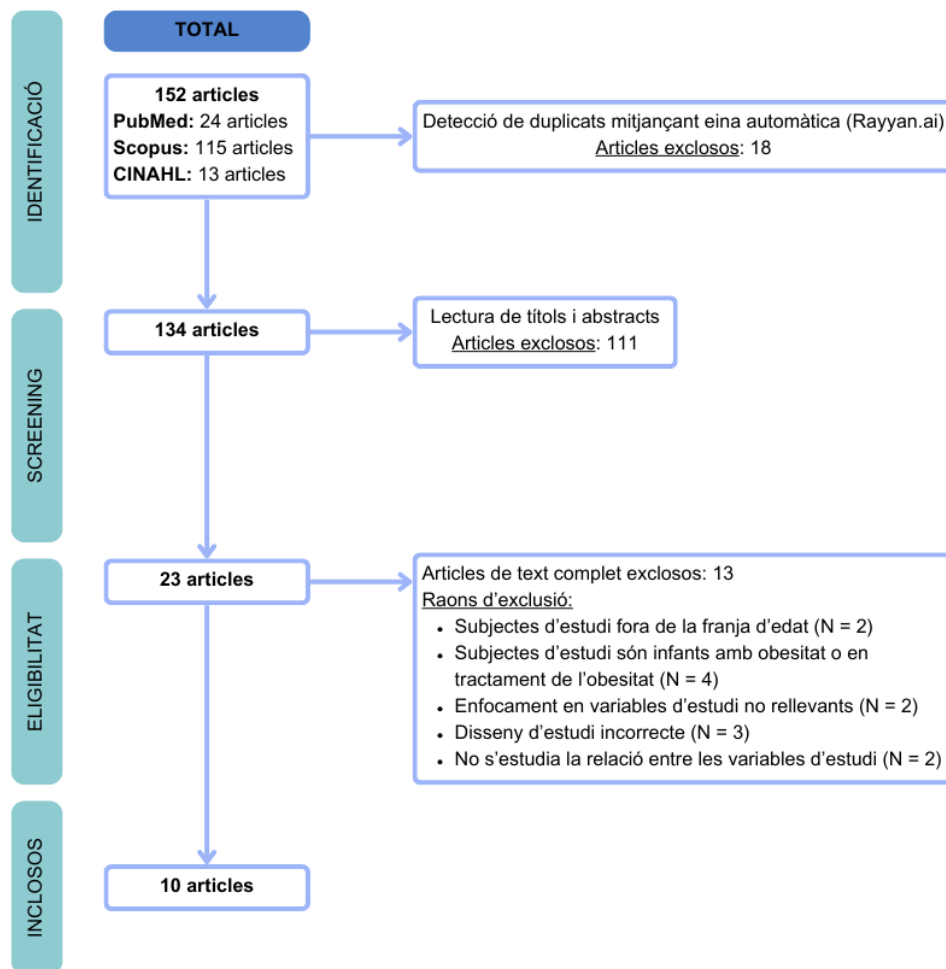 TOTAL
IDENTIFICACIÓ
152 articles
PubMed: 24 articles
Scopus: 115 articles
CINAHL: 13 articles
Detecció de duplicats mitjançant eina automàtica (Rayyan.ai)
Articles exclosos: 18
SCREENING
134 articles
Lectura de títols i abstracts
Articles exclosos: 111
ELIGIBILITAT
23 articles
Articles de text complet exclosos: 13
Raons d'exclusió:
• Subjectes d'estudi fora de la franja d'edat (N = 2)
• Subjectes d'estudi són infants amb obesitat o en
tractament de l'obesitat (N = 4)
• Enfocament en variables d'estudi no rellevants (N = 2)
• Disseny d'estudi incorrecte (N = 3)
• No s'estudia la relació entre les variables d'estudi (N = 2)
INCLOSOS
10 articles